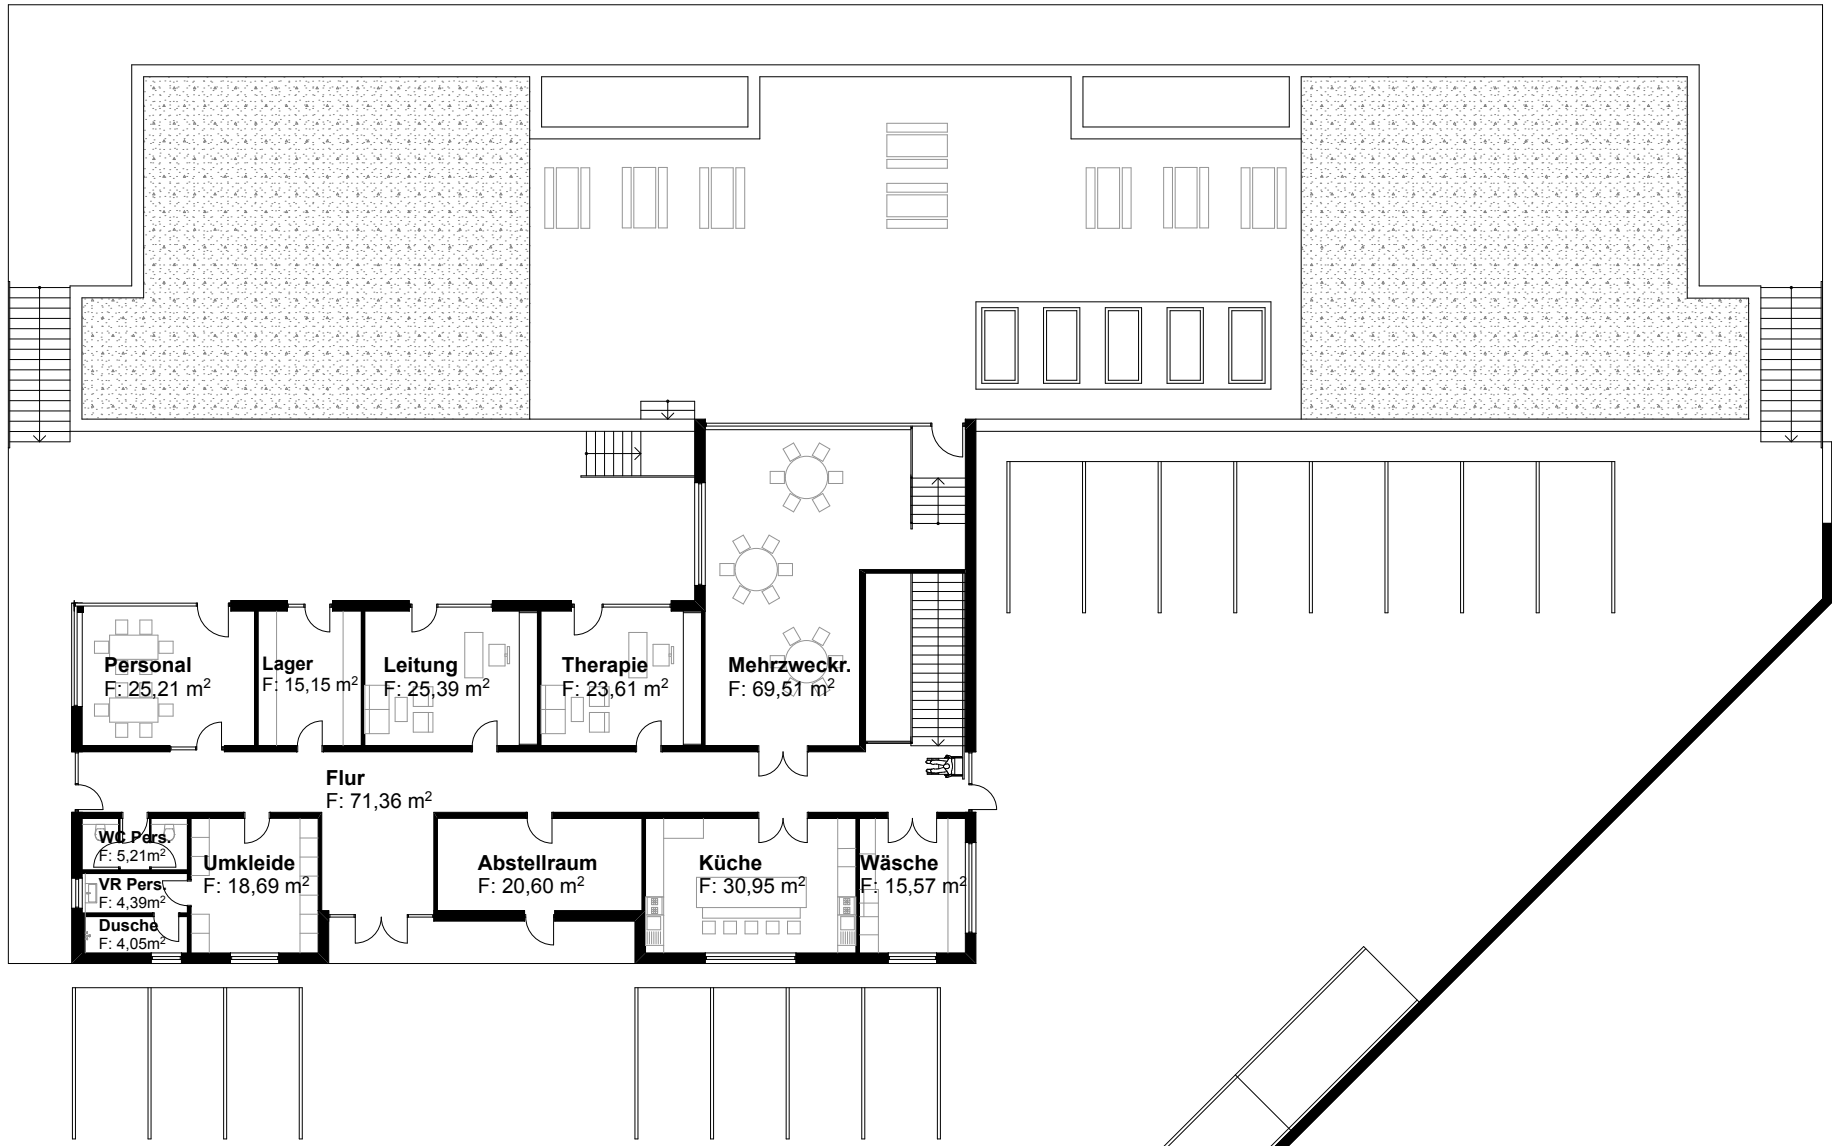 Personal
F: 25,21 m²
Lager
F: 15,15 m²
Leitung
F: 25,39 m²
Therapie
F: 23,61 m²
Mehrzweckr.
F: 69,51 m²
Flur
F: 71,36 m²
WC Pers.
F: 5,21m²
VR Pers.
F: 4,39m²
Dusche
F: 4,05m²
Umkleide
F: 18,69 m²
Abstellraum
F: 20,60 m²
Küche
F: 30,95 m²
Wäsche
F: 15,57 m²